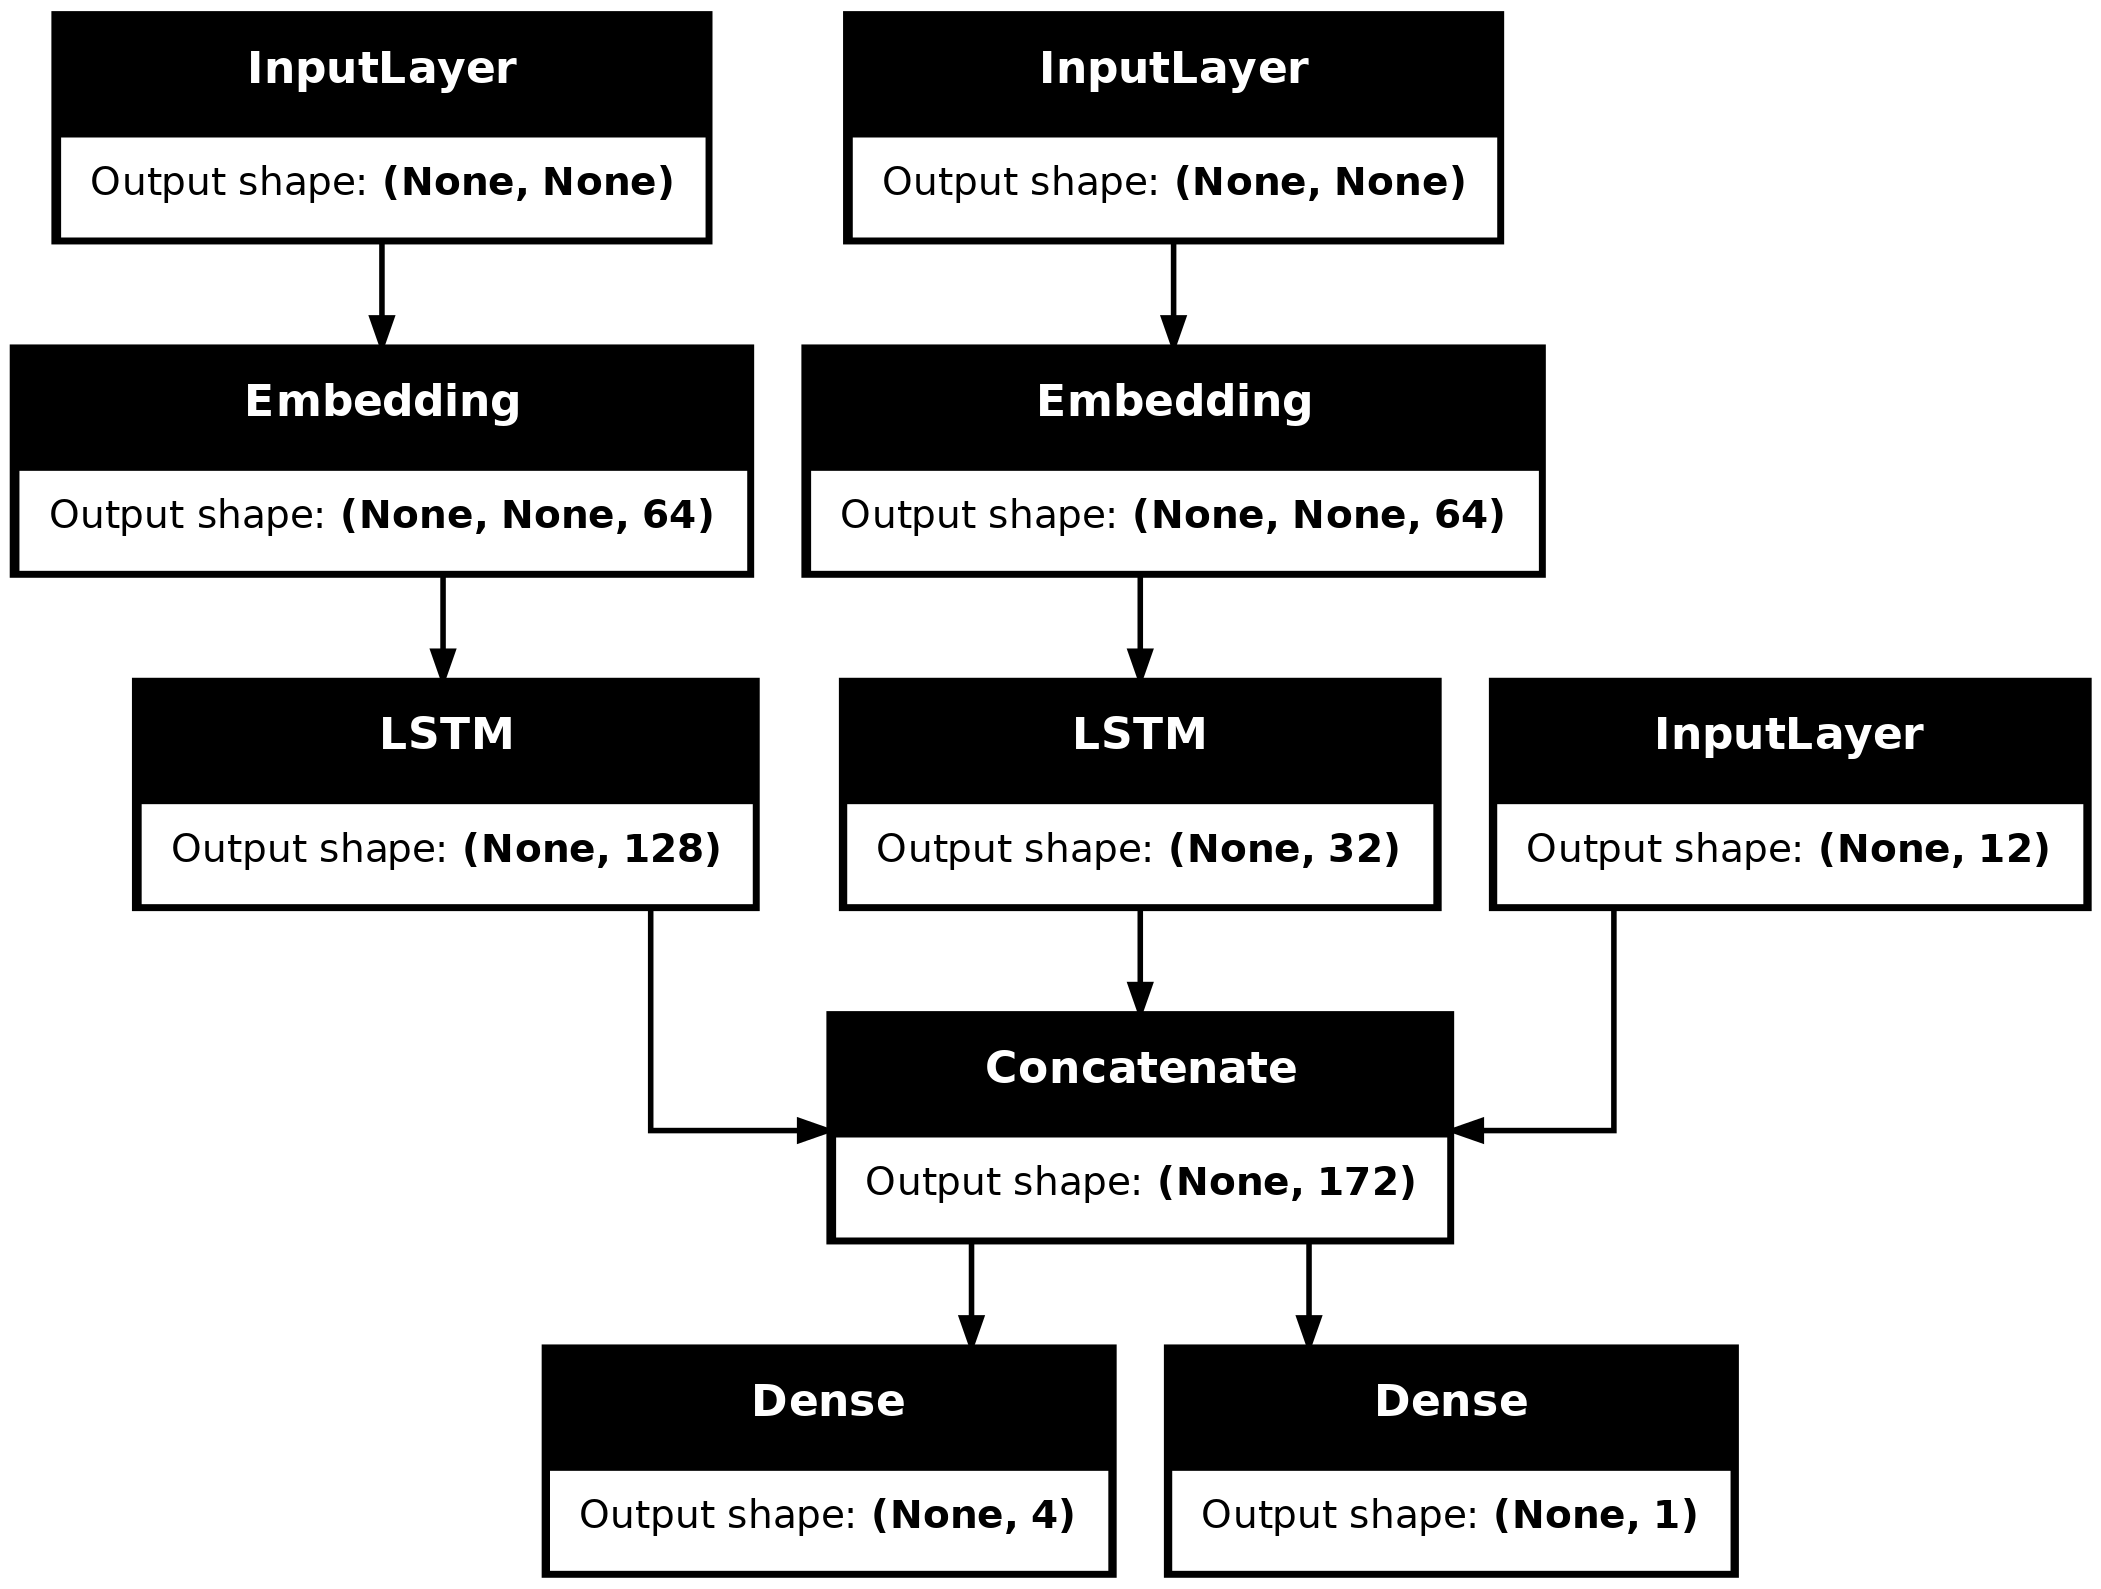 InputLayer
Output shape: (None, None)
InputLayer
Output shape: (None, None)
Embedding
Output shape: (None, None, 64)
Embedding
Output shape: (None, None, 64)
LSTM
Output shape: (None, 128)
LSTM
Output shape: (None, 32)
InputLayer
Output shape: (None, 12)
Concatenate
Output shape: (None, 172)
Dense
Output shape: (None, 4)
Dense
Output shape: (None, 1)